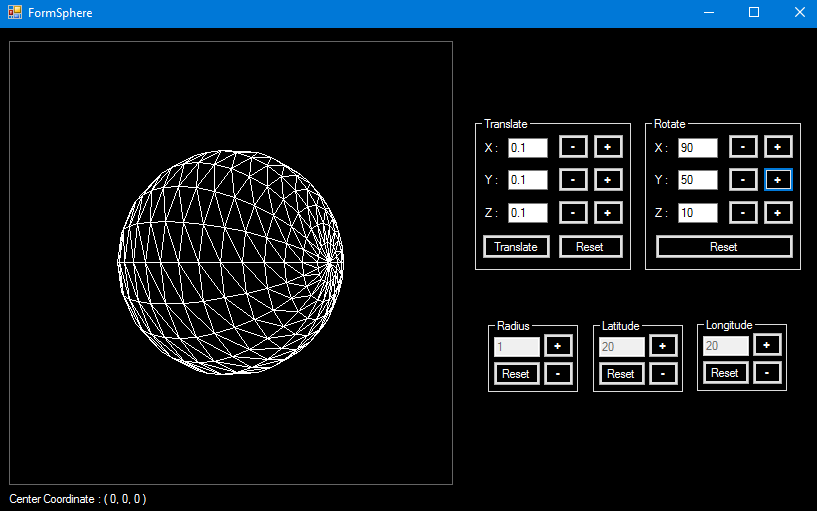 FormSphere
Translate
X : 0.1 - +
Y : 0.1 - +
Z : 0.1 - +
Translate Reset
Rotate
X : 90 - +
Y : 50 - +
Z : 10 - +
Reset
Radius
1 +
Reset -
Latitude
20 +
Reset -
Longitude
20 +
Reset -
Center Coordinate : ( 0, 0, 0 )